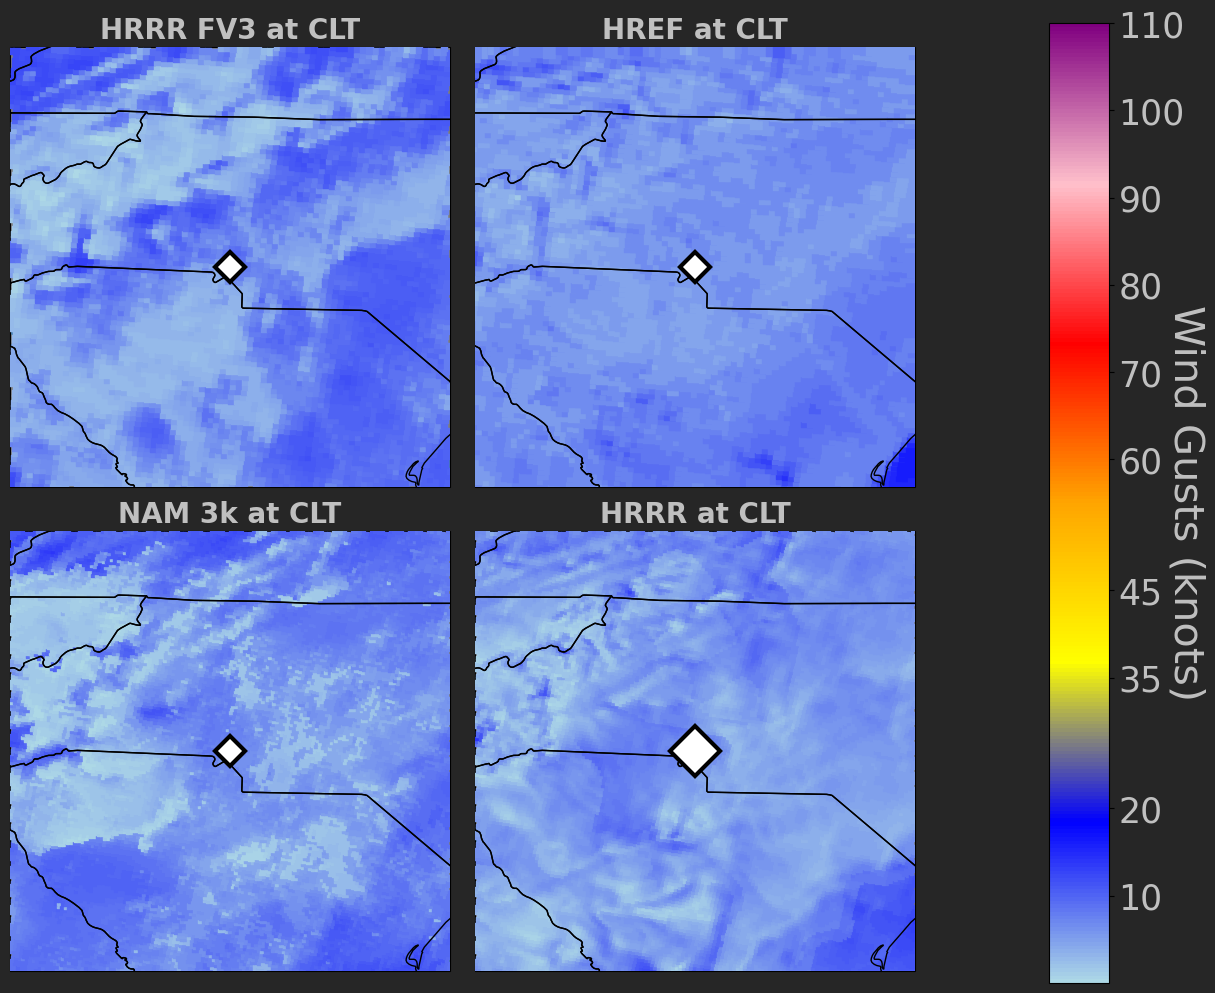 HRRR FV3 at CLT
HREF at CLT
NAM 3k at CLT
HRRR at CLT
110
100
90
80
70
60
45
35
20
10
Wind Gusts (knots)